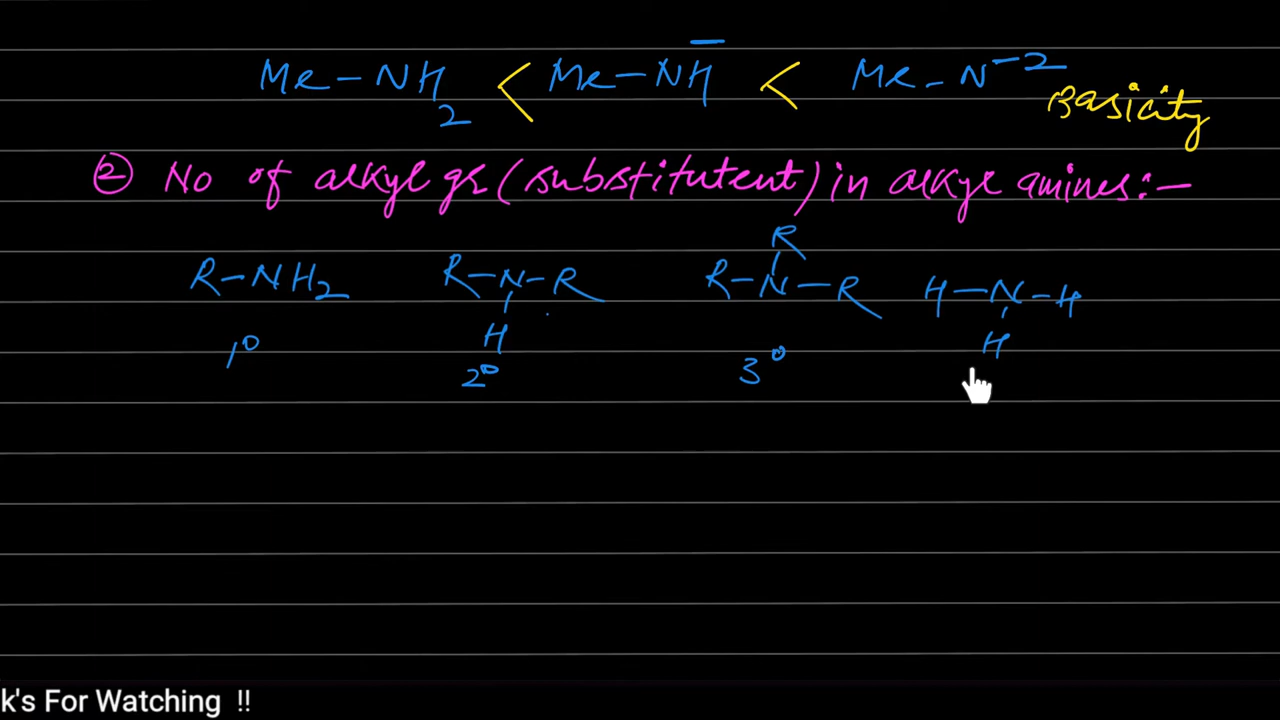 Me-NH2 < Me-NH̅ < Me-N⁻²
Basicity
② No of alkyl gr (substitutent) in alkyl amines:-
R
R-NH2 R-N-R R-N-R H-N-H
H H
1° 2° 3°
k's For Watching !!